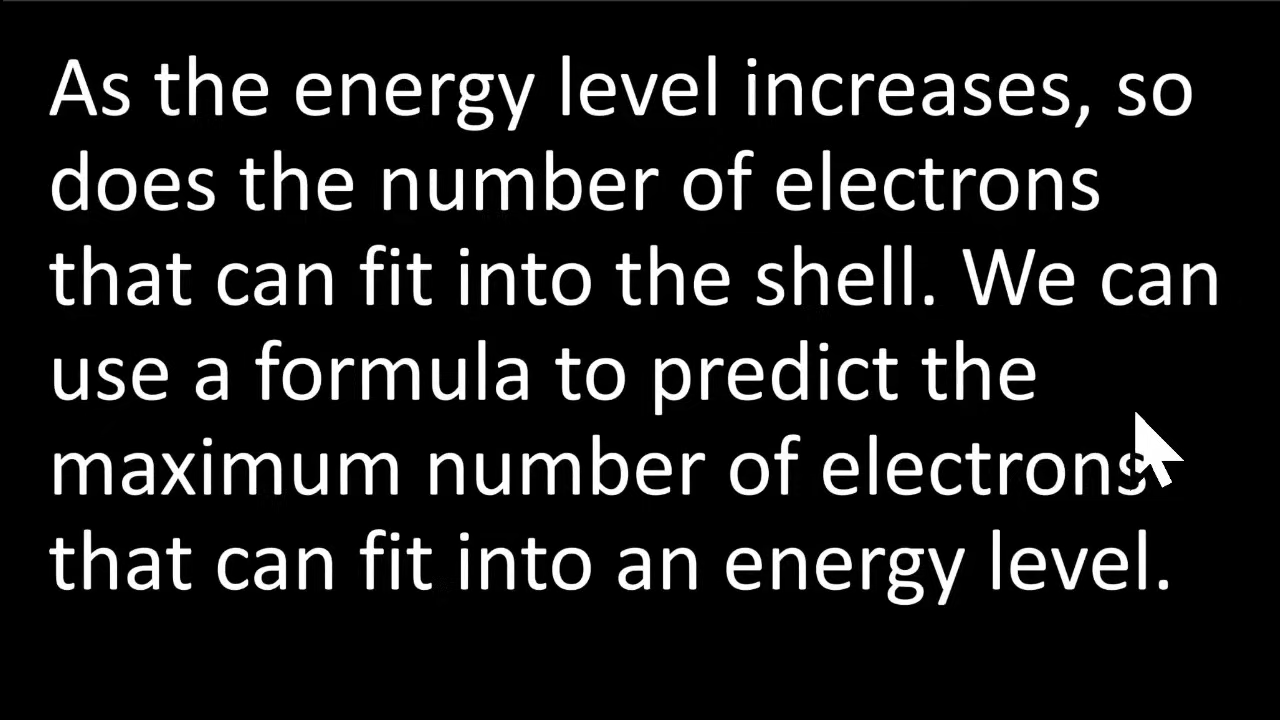 As the energy level increases, so
does the number of electrons
that can fit into the shell. We can
use a formula to predict the
maximum number of electrons
that can fit into an energy level.